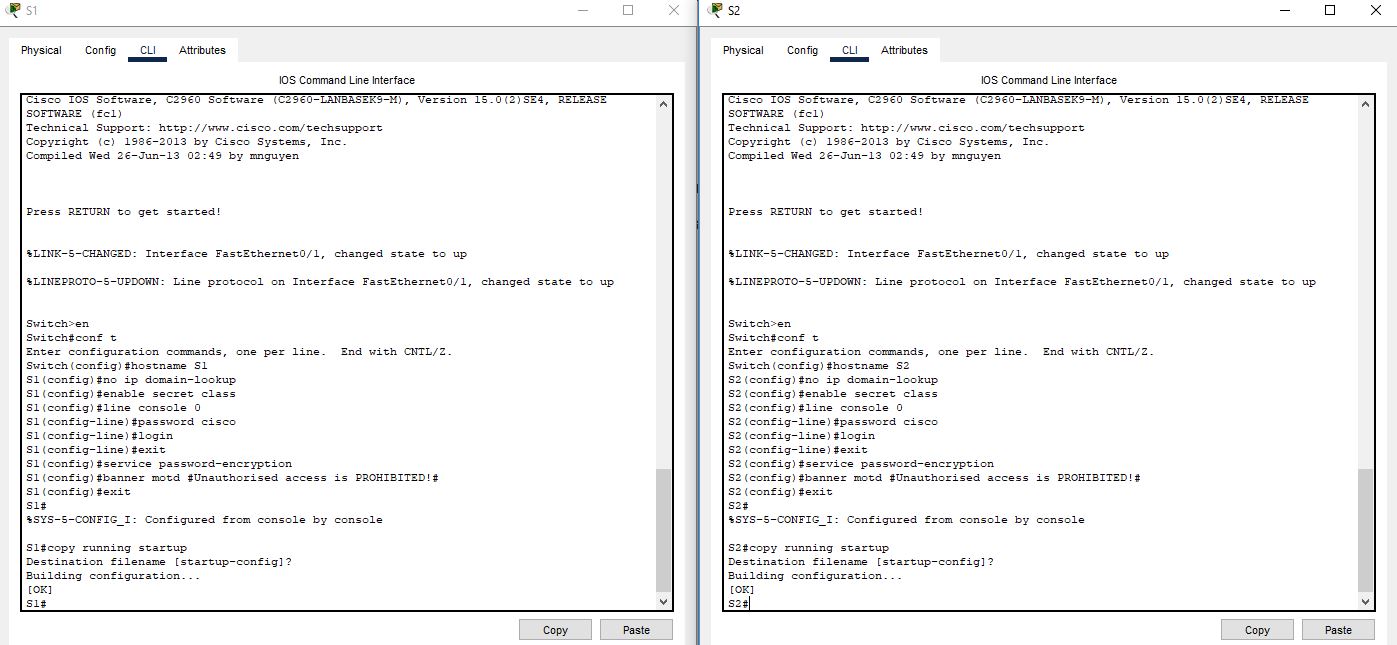 S1
Physical Config CLI Attributes
IOS Command Line Interface
Cisco IOS Software, C2960 Software (C2960-LANBASEK9-M), Version 15.0(2)SE4, RELEASE
SOFTWARE (fc1)
Technical Support: http://www.cisco.com/techsupport
Copyright (c) 1986-2013 by Cisco Systems, Inc.
Compiled Wed 26-Jun-13 02:49 by mnguyen
Press RETURN to get started!
%LINK-5-CHANGED: Interface FastEthernet0/1, changed state to up
%LINEPROTO-5-UPDOWN: Line protocol on Interface FastEthernet0/1, changed state to up
Switch>en
Switch#conf t
Enter configuration commands, one per line.  End with CNTL/Z.
Switch(config)#hostname S1
S1(config)#no ip domain-lookup
S1(config)#enable secret class
S1(config)#line console 0
S1(config-line)#password cisco
S1(config-line)#login
S1(config-line)#exit
S1(config)#service password-encryption
S1(config)#banner motd #Unauthorised access is PROHIBITED!#
S1(config)#exit
S1#
%SYS-5-CONFIG_I: Configured from console by console
S1#copy running startup
Destination filename [startup-config]?
Building configuration...
[OK]
S1#
Copy Paste
S2
Physical Config CLI Attributes
IOS Command Line Interface
Cisco IOS Software, C2960 Software (C2960-LANBASEK9-M), Version 15.0(2)SE4, RELEASE
SOFTWARE (fc1)
Technical Support: http://www.cisco.com/techsupport
Copyright (c) 1986-2013 by Cisco Systems, Inc.
Compiled Wed 26-Jun-13 02:49 by mnguyen
Press RETURN to get started!
%LINK-5-CHANGED: Interface FastEthernet0/1, changed state to up
%LINEPROTO-5-UPDOWN: Line protocol on Interface FastEthernet0/1, changed state to up
Switch>en
Switch#conf t
Enter configuration commands, one per line.  End with CNTL/Z.
Switch(config)#hostname S2
S2(config)#no ip domain-lookup
S2(config)#enable secret class
S2(config)#line console 0
S2(config-line)#password cisco
S2(config-line)#login
S2(config-line)#exit
S2(config)#service password-encryption
S2(config)#banner motd #Unauthorised access is PROHIBITED!#
S2(config)#exit
S2#
%SYS-5-CONFIG_I: Configured from console by console
S2#copy running startup
Destination filename [startup-config]?
Building configuration...
[OK]
S2#
Copy Paste